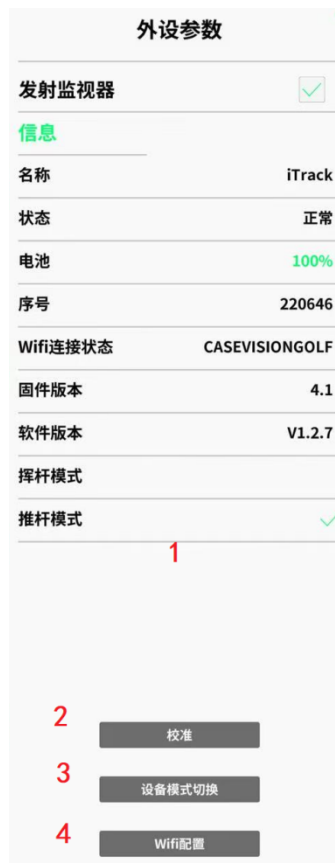 外设参数
发射监视器
信息
名称 iTrack
状态 正常
电池 100%
序号 220646
Wifi连接状态 CASEVISIONGOLF
固件版本 4.1
软件版本 V1.2.7
挥杆模式
推杆模式
1
2
校准
3
设备模式切换
4
Wifi配置